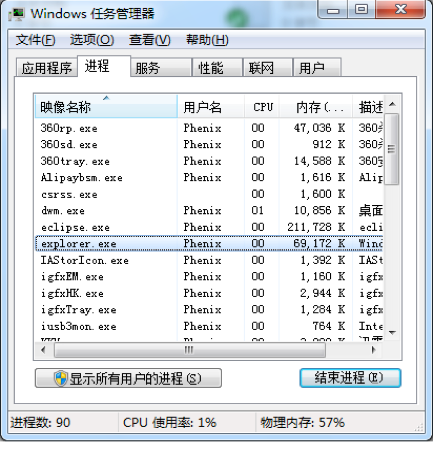 Windows 任务管理器
文件(F) 选项(O) 查看(V) 帮助(H)
应用程序 进程 服务 性能 联网 用户
映像名称 用户名 CPU 内存(... 描述
360rp.exe Phenix 00 47,036 K 360
360sd.exe Phenix 00 912 K 360
360tray.exe Phenix 00 14,588 K 360
Alipaybsm.exe Phenix 00 1,616 K Alip
csrss.exe 00 1,600 K
dwm.exe Phenix 01 10,856 K 桌面
eclipse.exe Phenix 00 211,728 K ecli
explorer.exe Phenix 00 69,172 K Wind
IAStorIcon.exe Phenix 00 1,392 K IASt
igfxEM.exe Phenix 00 1,160 K igfx
igfxHK.exe Phenix 00 2,944 K igfx
igfxTray.exe Phenix 00 1,284 K igfx
iusb3mon.exe Phenix 00 764 K Inte
显示所有用户的进程(S) 结束进程(E)
进程数: 90 CPU 使用率: 1% 物理内存: 57%